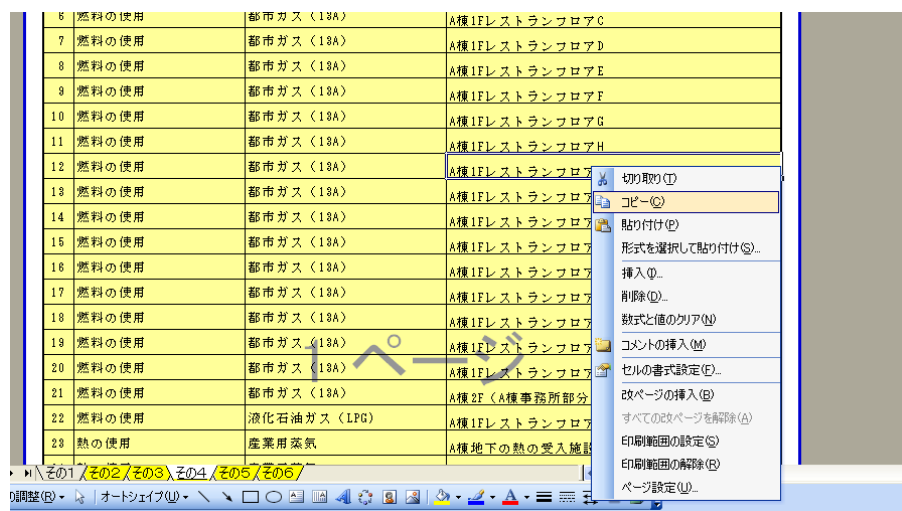 6 燃料の使用 都市ガス（13A） A棟1FレストランフロアC
7 燃料の使用 都市ガス（13A） A棟1FレストランフロアD
8 燃料の使用 都市ガス（13A） A棟1FレストランフロアE
9 燃料の使用 都市ガス（13A） A棟1FレストランフロアF
10 燃料の使用 都市ガス（13A） A棟1FレストランフロアG
11 燃料の使用 都市ガス（13A） A棟1FレストランフロアH
12 燃料の使用 都市ガス（13A） A棟1Fレストランフロア
13 燃料の使用 都市ガス（13A） A棟1Fレストランフロア
14 燃料の使用 都市ガス（13A） A棟1Fレストランフロア
15 燃料の使用 都市ガス（13A） A棟1Fレストランフロア
16 燃料の使用 都市ガス（13A） A棟1Fレストランフロア
17 燃料の使用 都市ガス（13A） A棟1Fレストランフロア
18 燃料の使用 都市ガス（13A） A棟1Fレストランフロア
19 燃料の使用 都市ガス（13A） A棟1Fレストランフロア
20 燃料の使用 都市ガス（13A） A棟1Fレストランフロア
21 燃料の使用 都市ガス（13A） A棟2F（A棟事務所部分
22 燃料の使用 液化石油ガス（LPG） A棟1Fレストランフロア
23 熱の使用 産業用蒸気 A棟地下の熱の受入施設
1 ページ
切り取り(T)
コピー(C)
貼り付け(P)
形式を選択して貼り付け(S)...
挿入(I)...
削除(D)...
数式と値のクリア(N)
コメントの挿入(M)
セルの書式設定(F)...
改ページの挿入(B)
すべての改ページを解除(A)
印刷範囲の設定(S)
印刷範囲の解除(R)
ページ設定(U)...
その1 その2 その3 その4 その5 その6
調整(R) オートシェイプ(U)